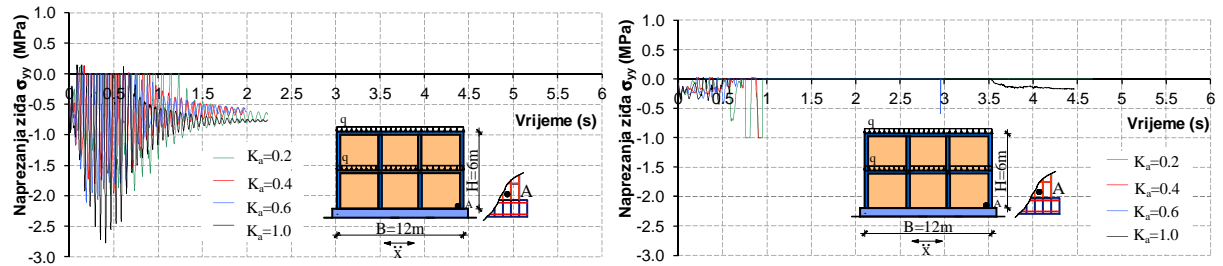 Naprezanja zida σyy (MPa)
1.0
0.5
0.0
-0.5
-1.0
-1.5
-2.0
-2.5
-3.0
0 0.5 1 1.5 2 2.5 3 3.5 4 4.5 5 5.5 6
Vrijeme (s)
Ka=0.2
Ka=0.4
Ka=0.6
Ka=1.0
q
q
H=6m
A
A
B=12m
ẍ
Naprezanja zida σyy (MPa)
1.0
0.5
0.0
-0.5
-1.0
-1.5
-2.0
-2.5
-3.0
0 0.5 1 1.5 2 2.5 3 3.5 4 4.5 5 5.5 6
Vrijeme (s)
q
q
H=6m
A
A
B=12m
ẍ
Ka=0.2
Ka=0.4
Ka=0.6
Ka=1.0